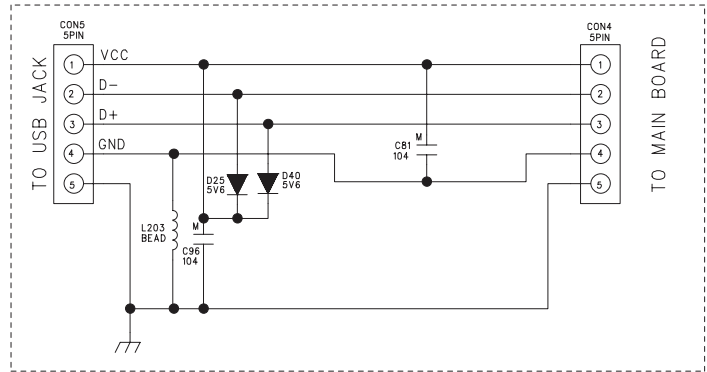 CON5
5PIN
TO USB JACK
1
VCC
2
D-
3
D+
4
GND
5
L203
BEAD
M
C96
104
D25
5V6
D40
5V6
M
C81
104
CON4
5PIN
1
2
3
4
5
TO MAIN BOARD